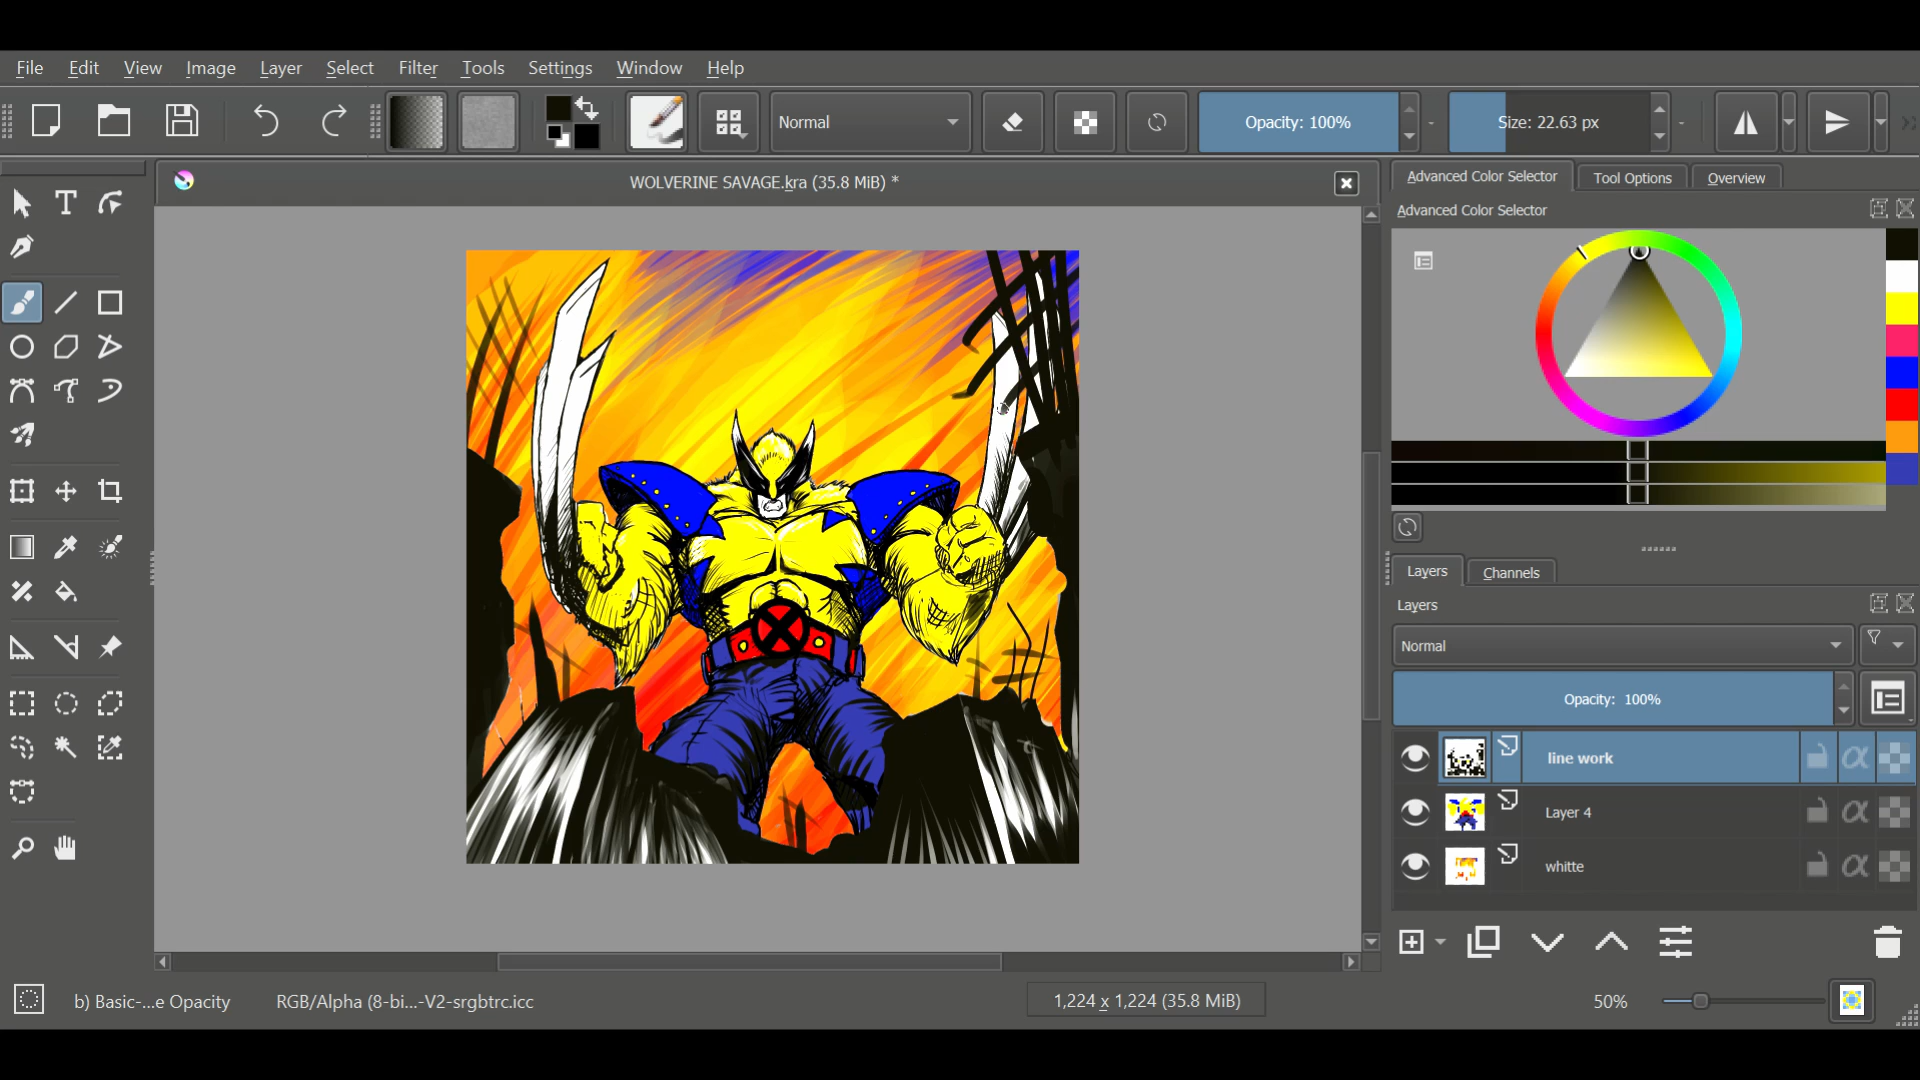 File Edit View Image Layer Select Filter Tools Settings Window Help
Normal Opacity: 100% Size: 22.63 px
WOLVERINE SAVAGE.kra (35.8 MiB) *
Advanced Color Selector Tool Options Overview
Advanced Color Selector
Layers Channels
Layers
Normal
Opacity: 100%
line work
Layer 4
whitte
b) Basic-...e Opacity RGB/Alpha (8-bi...-V2-srgbtrc.icc 1,224 x 1,224 (35.8 MiB) 50%